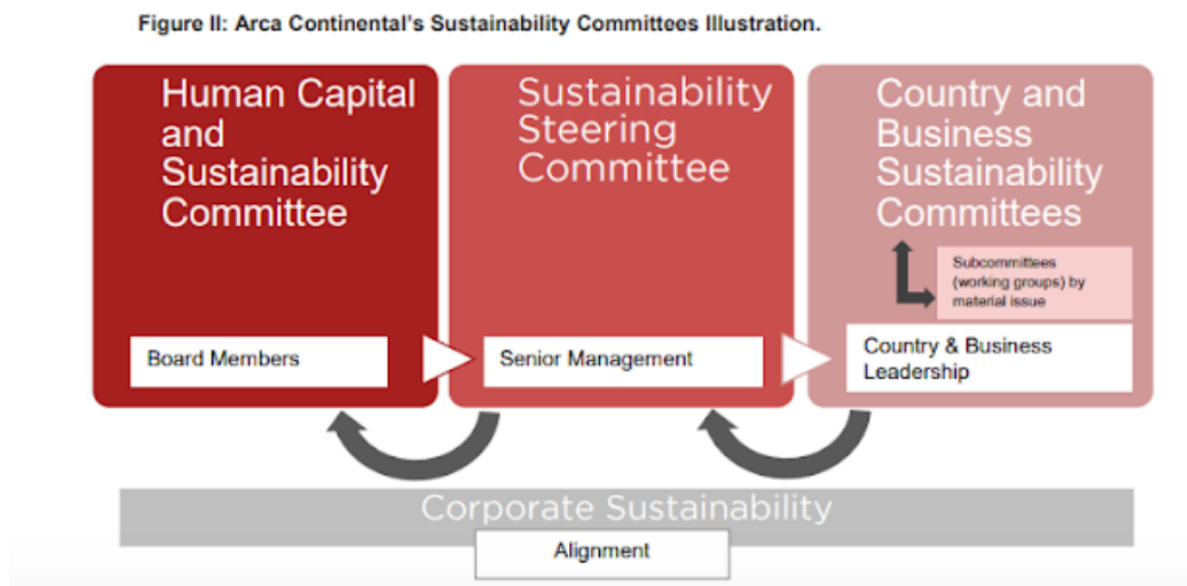 Figure II: Arca Continental's Sustainability Committees Illustration.
Human Capital
and
Sustainability
Committee
Board Members
Sustainability
Steering
Committee
Senior Management
Country and
Business
Sustainability
Committees
Subcommittees
(working groups) by
material issue
Country & Business
Leadership
Corporate Sustainability
Alignment